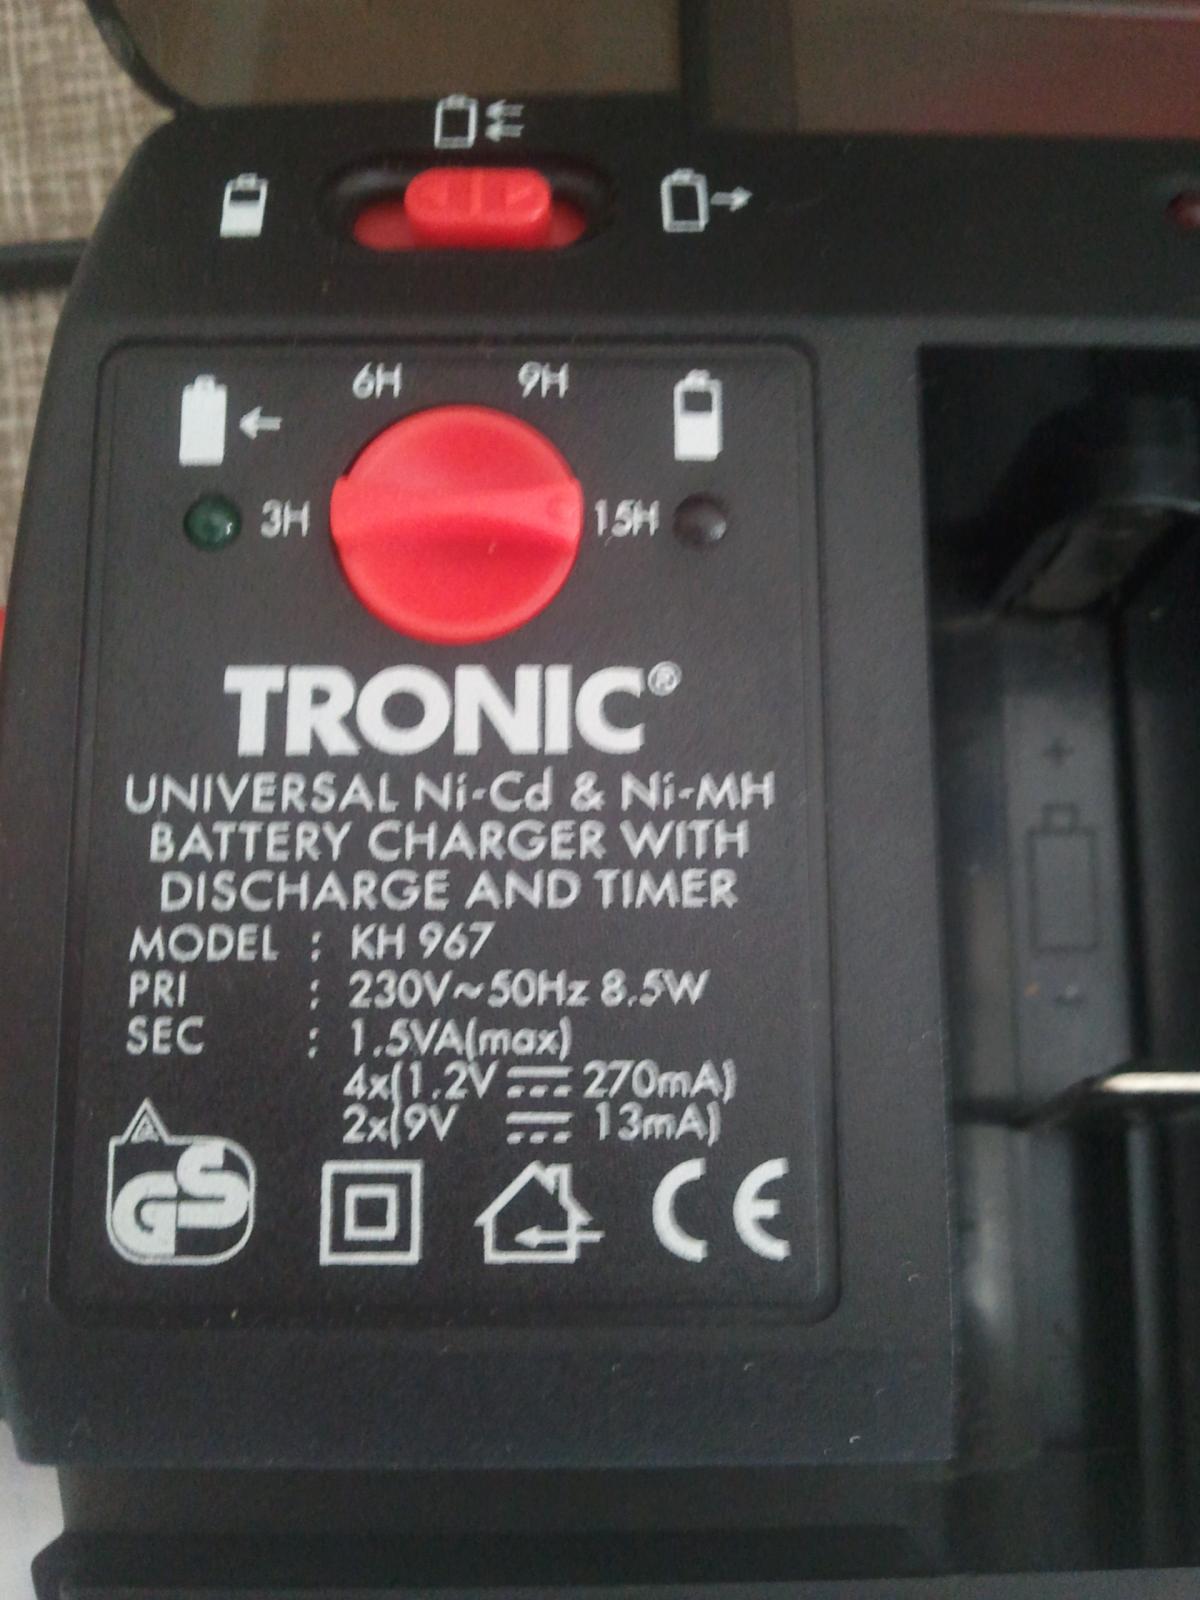 6H 9H
3H 15H
TRONIC®
UNIVERSAL Ni-Cd & Ni-MH
BATTERY CHARGER WITH
DISCHARGE AND TIMER
MODEL : KH 967
PRI : 230V~50Hz 8.5W
SEC : 1.5VA(max)
4x(1.2V ⎓ 270mA)
2x(9V ⎓ 13mA)
GS CE
+